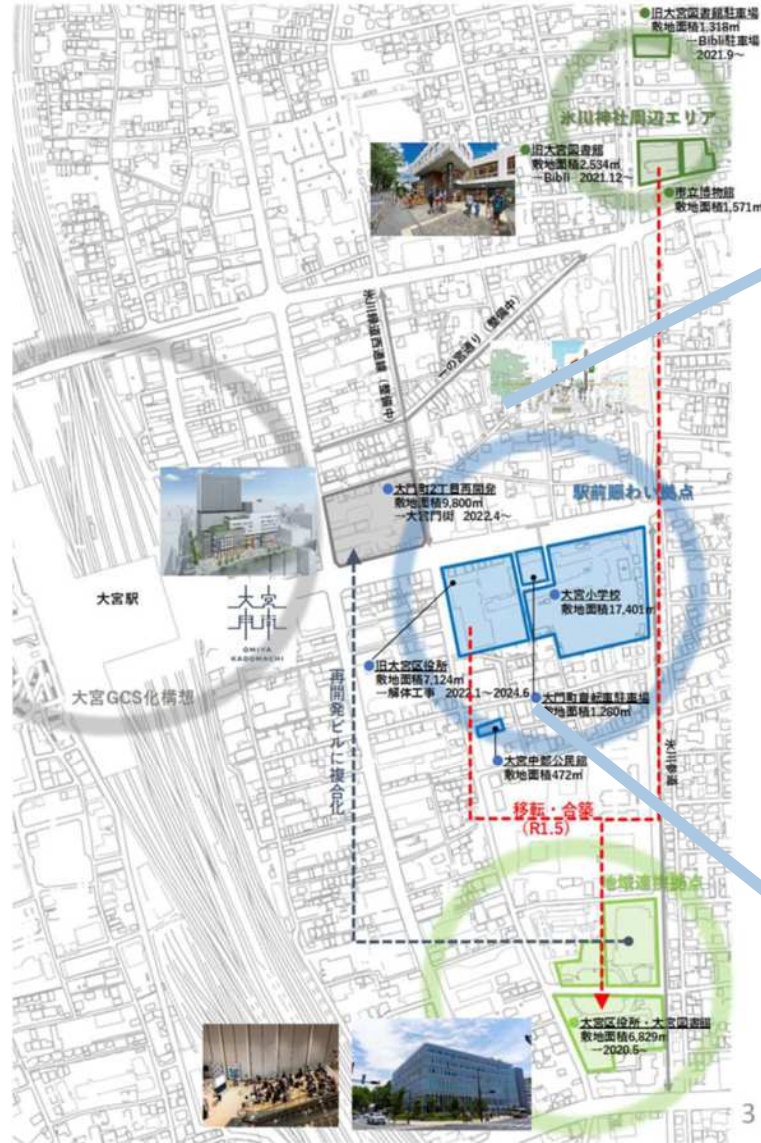 旧大宮図書館駐車場
敷地面積1,318㎡
→Bibli駐車場
2021.9~
氷川神社周辺エリア
旧大宮図書館
敷地面積2,534㎡
→Bibli 2021.12~
市立博物館
敷地面積1,571㎡
氷川緑道西通線（整備中）
一の宮通り（整備中）
大門町2丁目再開発
敷地面積9,800㎡
→大宮門街 2022.4~
駅前賑わい拠点
大宮駅
大宮門街
OMIYA
KADOMACHI
大宮小学校
敷地面積17,401㎡
大宮GCS化構想
旧大宮区役所
敷地面積7,124㎡
→解体工事 2022.1~2024.6
大門町自転車駐車場
敷地面積1,280㎡
再開発ビルに複合化
大宮中部公民館
敷地面積472㎡
氷川参道
移転・合築
（R1.5）
地域連携拠点
大宮区役所・大宮図書館
敷地面積6,829㎡
→2020.5~
3